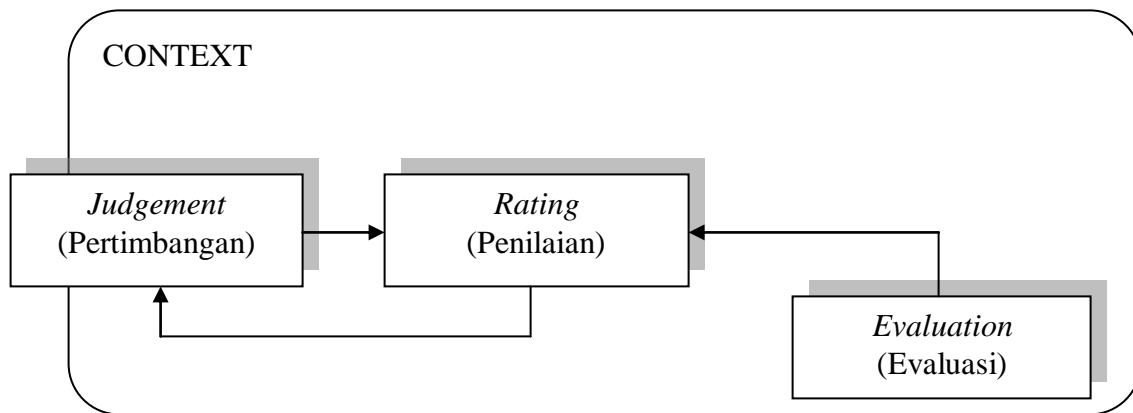 CONTEXT
Judgement
(Pertimbangan)
Rating
(Penilaian)
Evaluation
(Evaluasi)